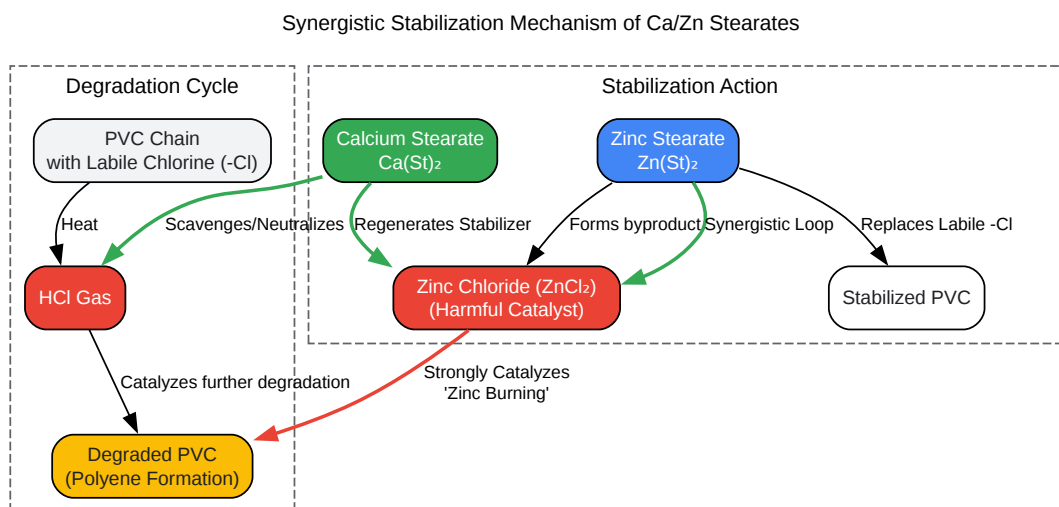 Synergistic Stabilization Mechanism of Ca/Zn Stearates
Degradation Cycle
Stabilization Action
PVC Chain
with Labile Chlorine (-Cl)
Calcium Stearate
Ca(St)₂
Zinc Stearate
Zn(St)₂
Heat
Scavenges/Neutralizes
Regenerates Stabilizer
Forms byproduct
Synergistic Loop
Replaces Labile -Cl
HCl Gas
Zinc Chloride (ZnCl₂)
(Harmful Catalyst)
Stabilized PVC
Catalyzes further degradation
Strongly Catalyzes
'Zinc Burning'
Degraded PVC
(Polyene Formation)